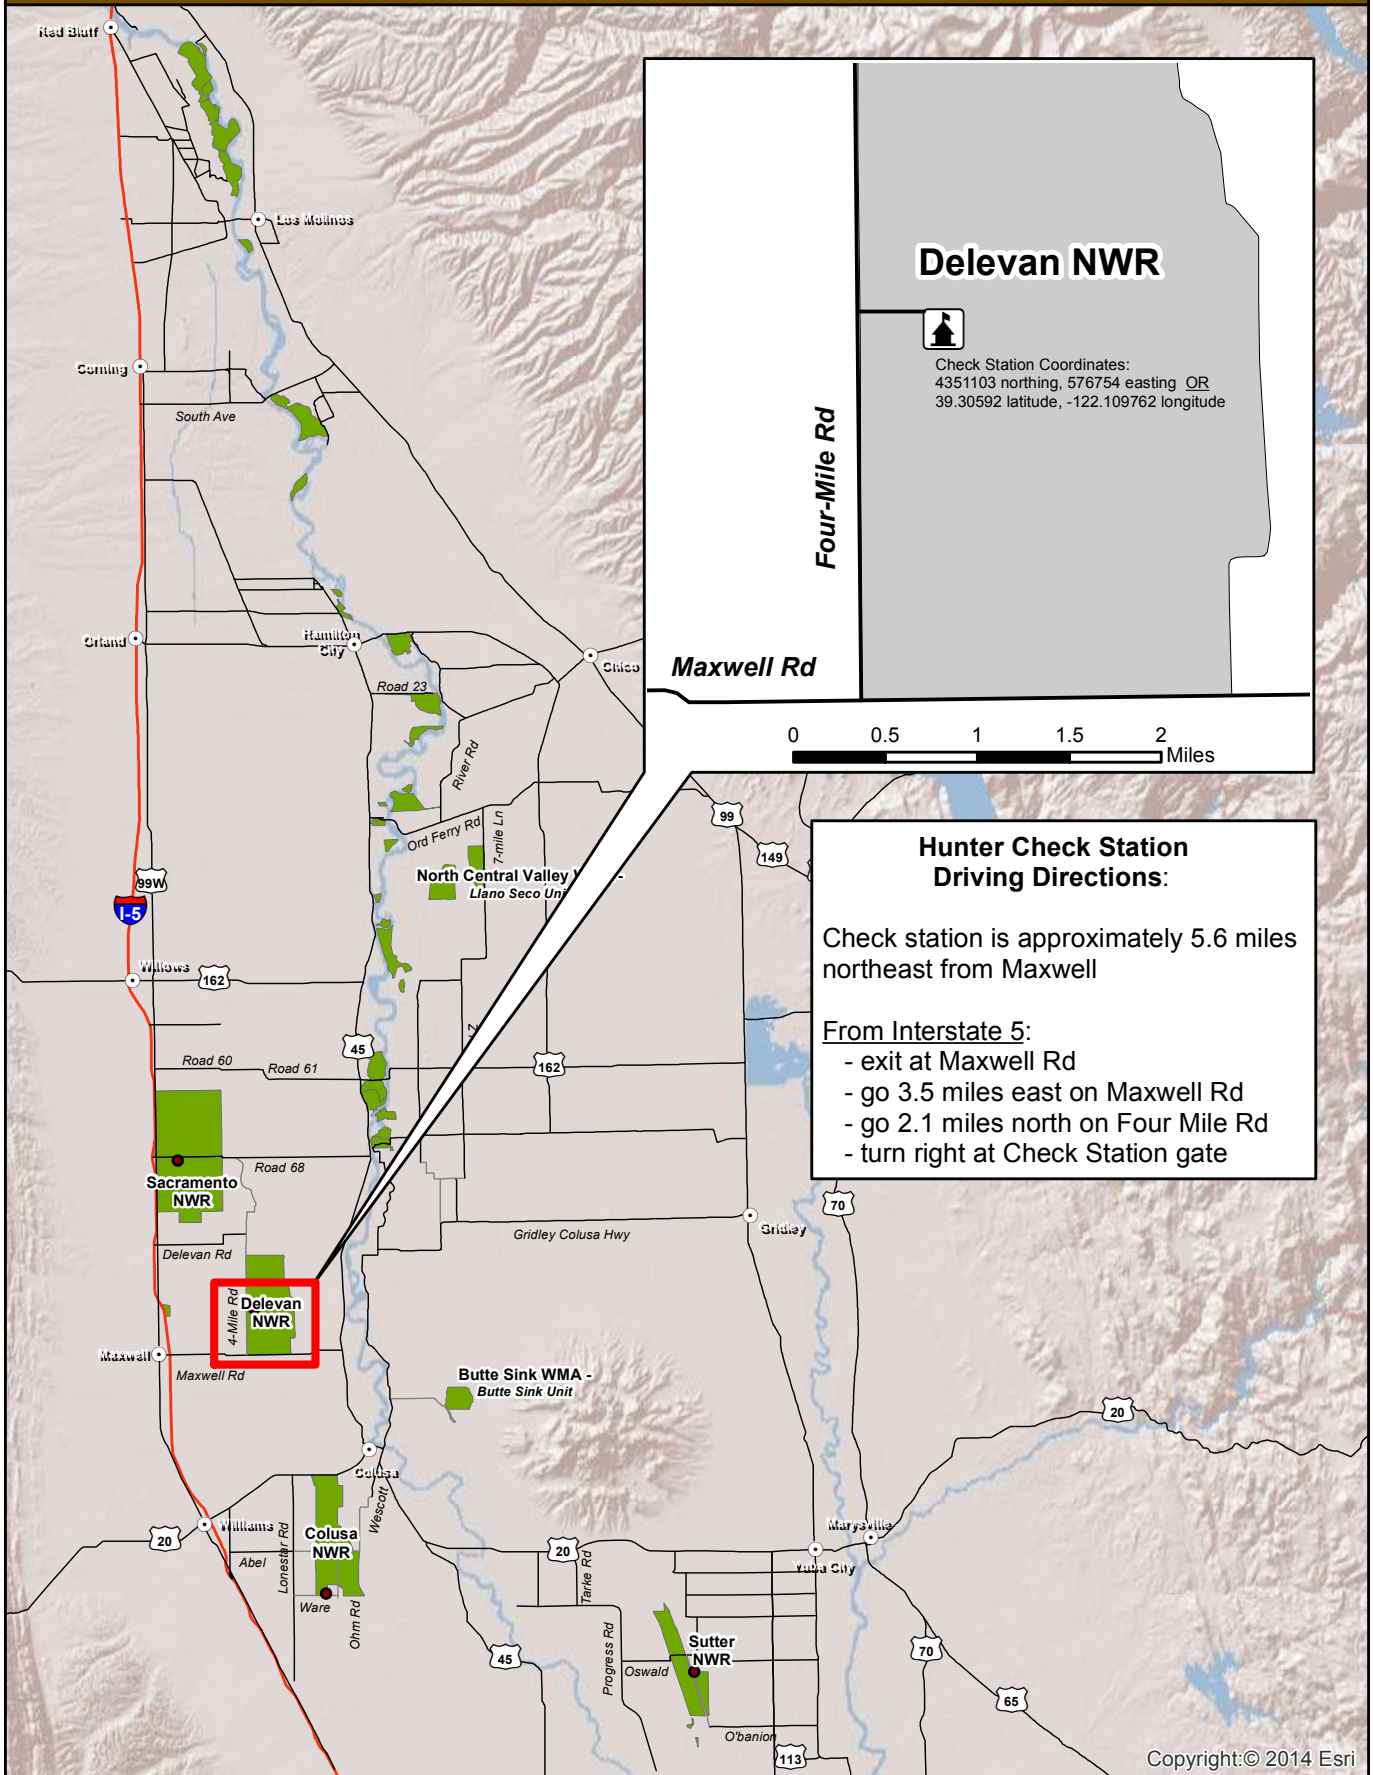 Red Bluff
Los Molinos
Corning
South Ave
Orland
Hamilton
City
Chico
Road 23
River Rd
Ord Ferry Rd
7-mile Ln
North Central Valley
Llano Seco Uni
99W
I-5
Willows
162
45
Road 60
Road 61
162
Road 68
Sacramento
NWR
Delevan Rd
4-Mile Rd
Delevan
NWR
Maxwell
Maxwell Rd
Gridley Colusa Hwy
Gridley
Butte Sink WMA -
Butte Sink Unit
Colusa
Wescott
Williams
20
Abel
Lonestar Rd
Colusa
NWR
Ware
Ohm Rd
20
Tarke Rd
Progress Rd
Oswald
Sutter
NWR
O'banion
45
113
Marysville
Yuba City
70
65
20
70
99
149
Delevan NWR
Check Station Coordinates:
4351103 northing, 576754 easting OR
39.30592 latitude, -122.109762 longitude
Four-Mile Rd
Maxwell Rd
0 0.5 1 1.5 2
Miles
Hunter Check Station
Driving Directions:
Check station is approximately 5.6 miles
northeast from Maxwell
From Interstate 5:
- exit at Maxwell Rd
- go 3.5 miles east on Maxwell Rd
- go 2.1 miles north on Four Mile Rd
- turn right at Check Station gate
Copyright:© 2014 Esri